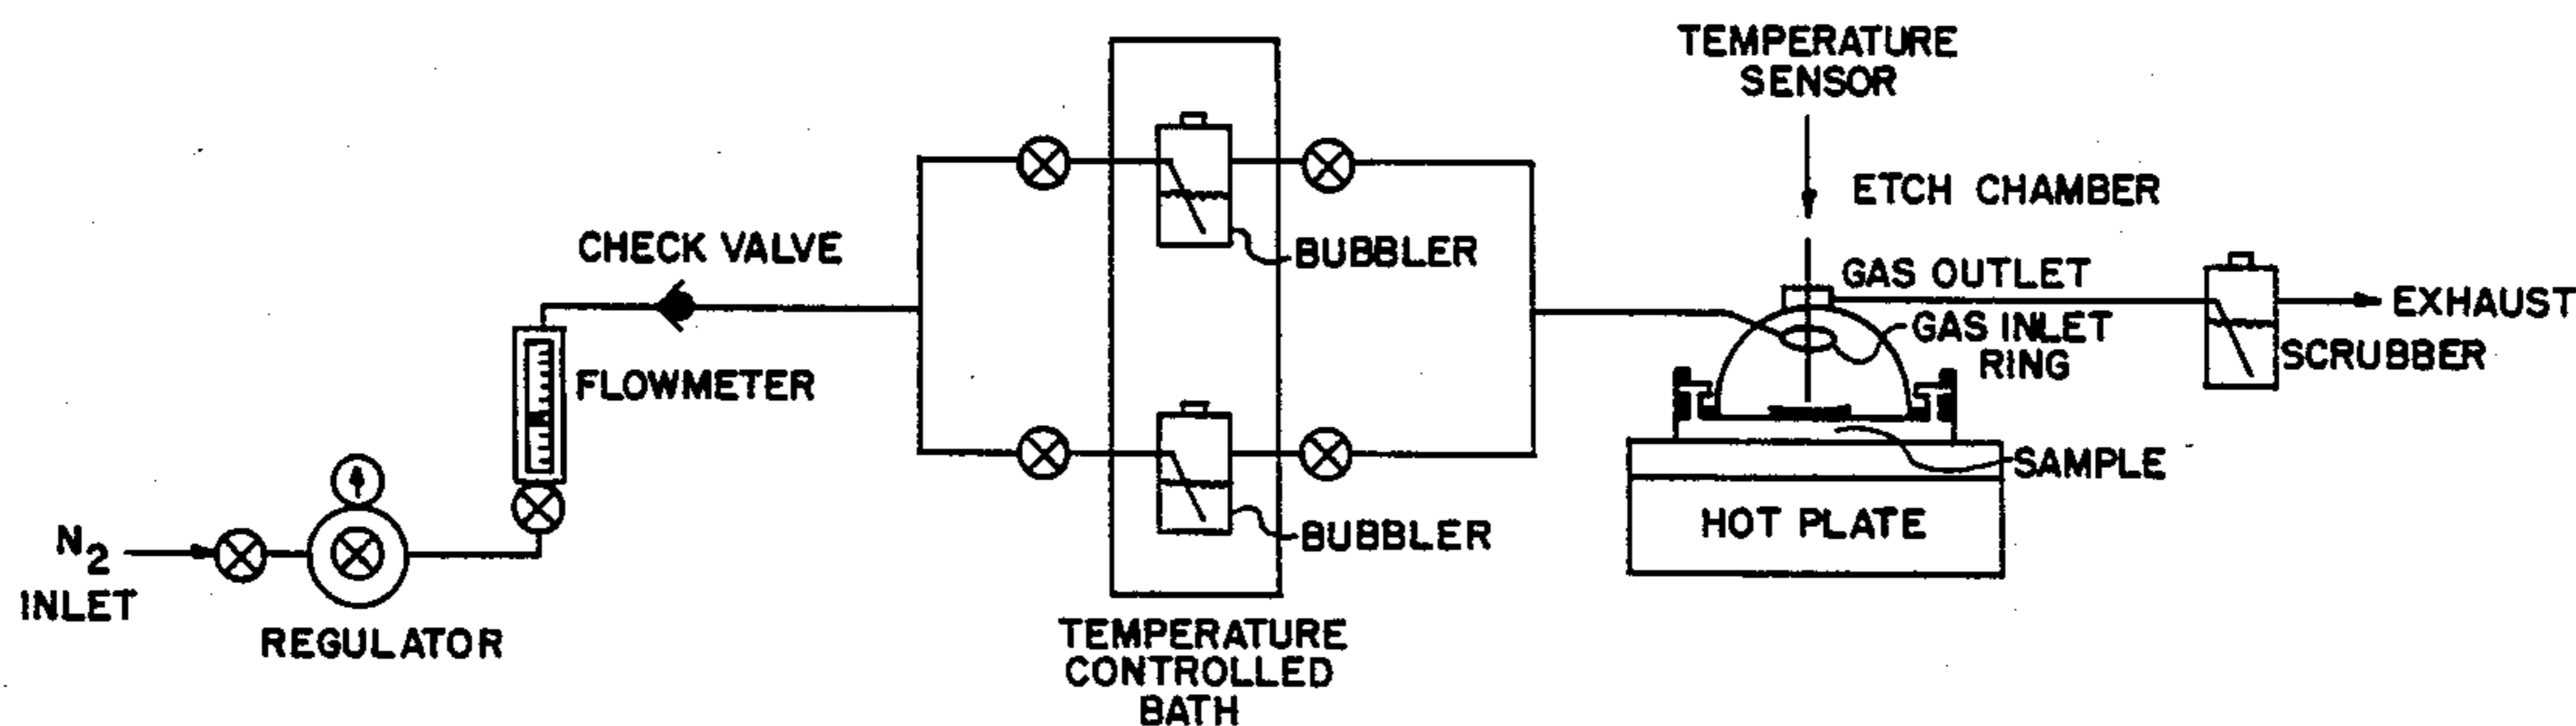 TEMPERATURE
SENSOR
ETCH CHAMBER
CHECK VALVE
BUBBLER
GAS OUTLET
GAS INLET
RING
EXHAUST
SCRUBBER
FLOWMETER
SAMPLE
HOT PLATE
BUBBLER
N2
INLET
REGULATOR
TEMPERATURE
CONTROLLED
BATH